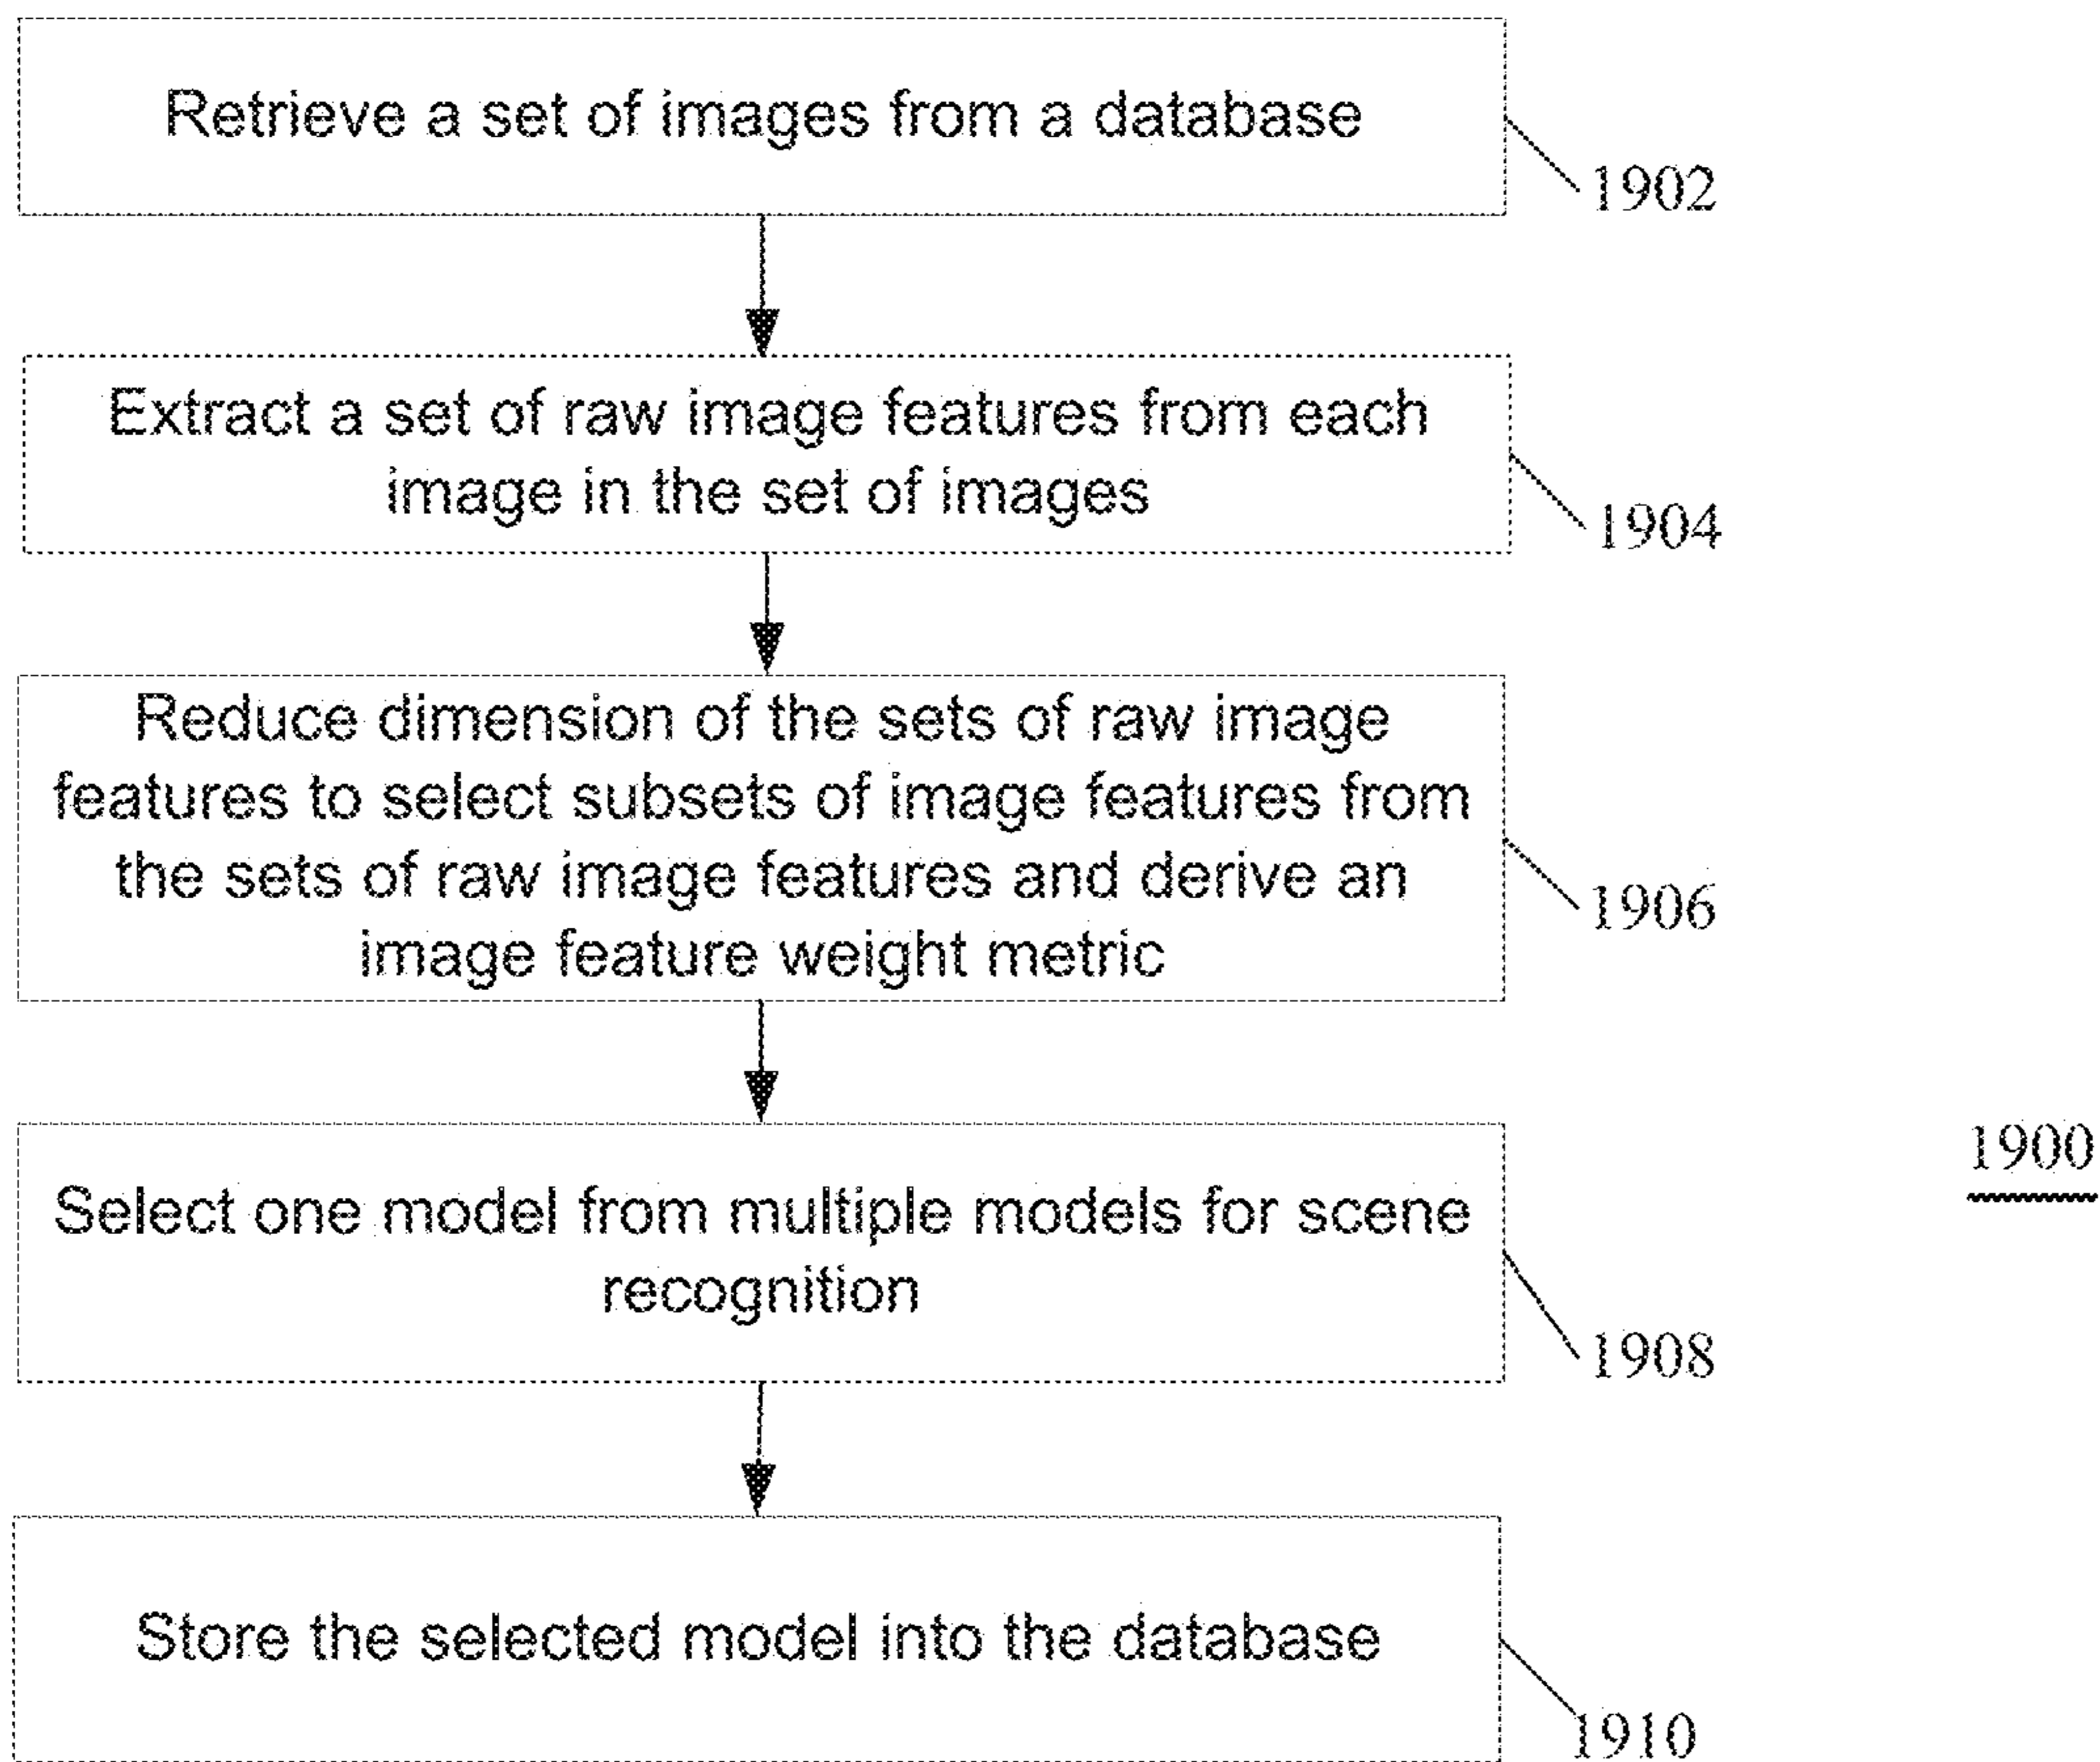 Retrieve a set of images from a database
1902
Extract a set of raw image features from each
image in the set of images
1904
Reduce dimension of the sets of raw image
features to select subsets of image features from
the sets of raw image features and derive an
image feature weight metric
1906
Select one model from multiple models for scene
recognition
1908
1900
Store the selected model into the database
1910